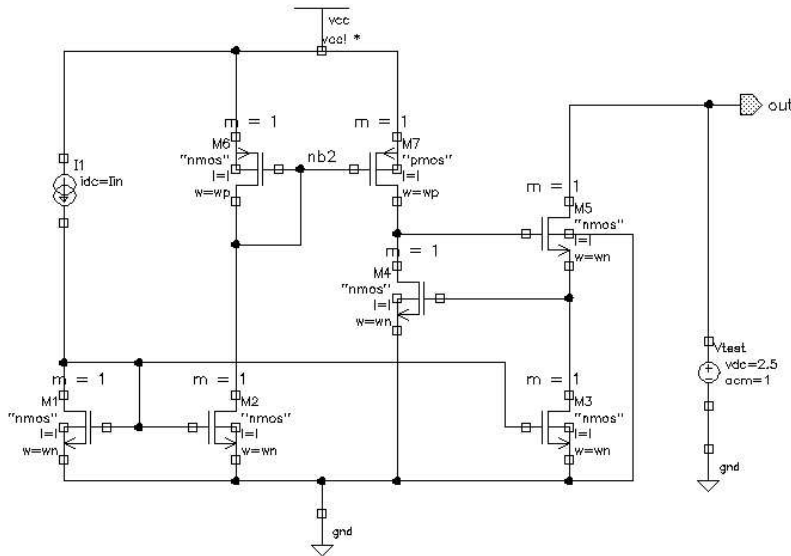 vcc
vcc! *
m = 1
M6
"nmos"
l=l
w=wp
nb2
m = 1
M7
"pmos"
l=l
w=wp
out
I1
idc=Iin
m = 1
M5
"nmos"
l=l
w=wn
m = 1
M4
"nmos"
l=l
w=wn
Vtest
vdc=2.5
acm=1
m = 1
M1
"nmos"
l=l
w=wn
m = 1
M2
"nmos"
l=l
w=wn
m = 1
M3
"nmos"
l=l
w=wn
gnd
gnd